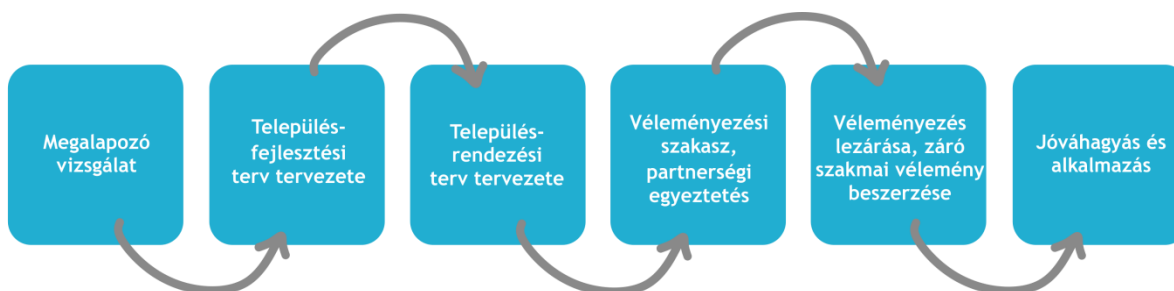 Megalapozó
vizsgálat
Település-
fejlesztési
terv tervezete
Település-
rendezési
terv tervezete
Véleményezési
szakasz,
partnerségi
egyeztetés
Véleményezés
lezárása, záró
szakmai vélemény
beszerzése
Jóváhagyás és
alkalmazás